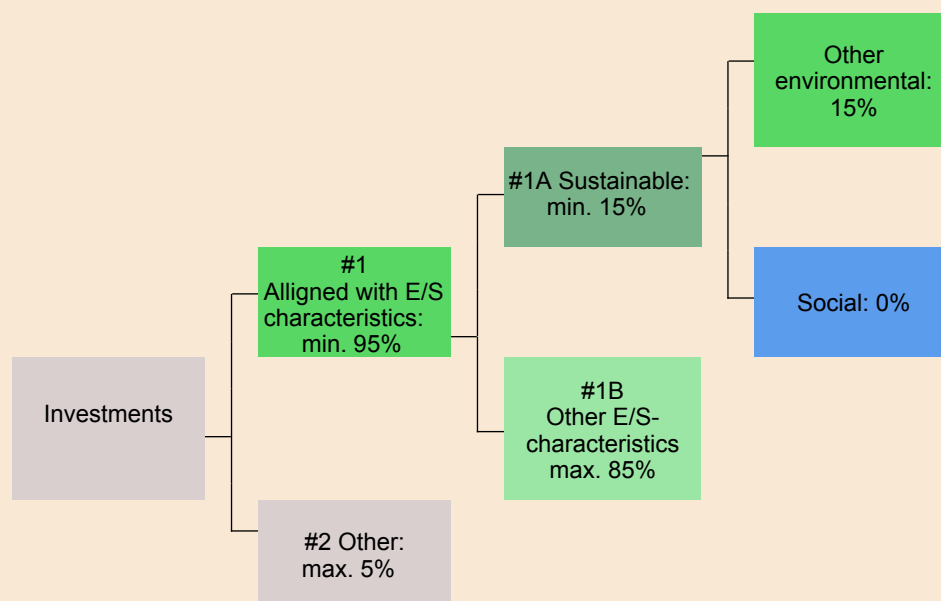 Investments
#1
Alligned with E/S
characteristics:
min. 95%
#2 Other:
max. 5%
#1A Sustainable:
min. 15%
#1B
Other E/S-
characteristics
max. 85%
Other
environmental:
15%
Social: 0%